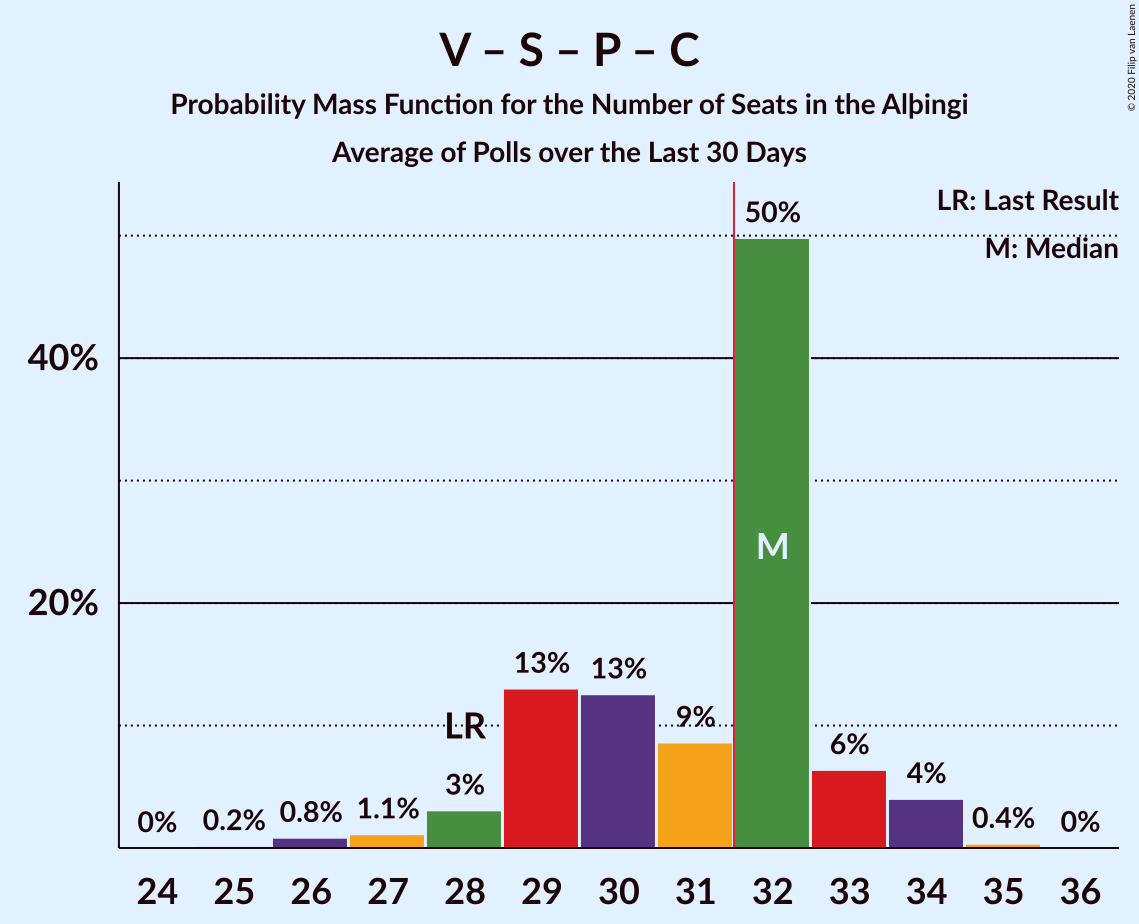 V – S – P – C
Probability Mass Function for the Number of Seats in the Alþingi
Average of Polls over the Last 30 Days
© 2020 Filip van Laenen
LR: Last Result
M: Median
50%
40%
M
20%
13%
13%
9%
LR
6%
4%
3%
1.1%
0.8%
0.2%
0%
0.4%
0%
24 25 26 27 28 29 30 31 32 33 34 35 36